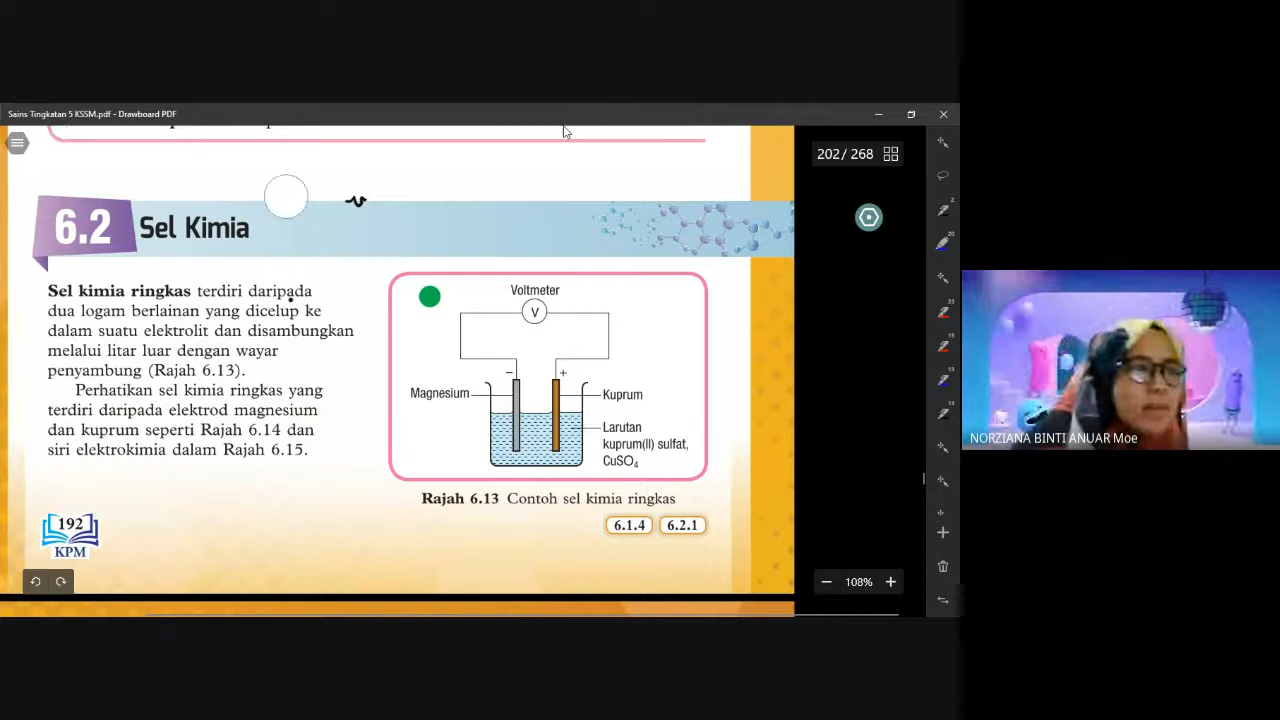 Sains Tingkatan 5 KSSM.pdf - Drawboard PDF
202 / 268
6.2 Sel Kimia
Sel kimia ringkas terdiri daripada
dua logam berlainan yang dicelup ke
dalam suatu elektrolit dan disambungkan
melalui litar luar dengan wayar
penyambung (Rajah 6.13).
Perhatikan sel kimia ringkas yang
terdiri daripada elektrod magnesium
dan kuprum seperti Rajah 6.14 dan
siri elektrokimia dalam Rajah 6.15.
Voltmeter
V
– +
Magnesium
Kuprum
Larutan
kuprum(II) sulfat,
CuSO₄
Rajah 6.13 Contoh sel kimia ringkas
6.1.4 6.2.1
192
KPM
108%
2
20
NORZIANA BINTI ANUAR Moe